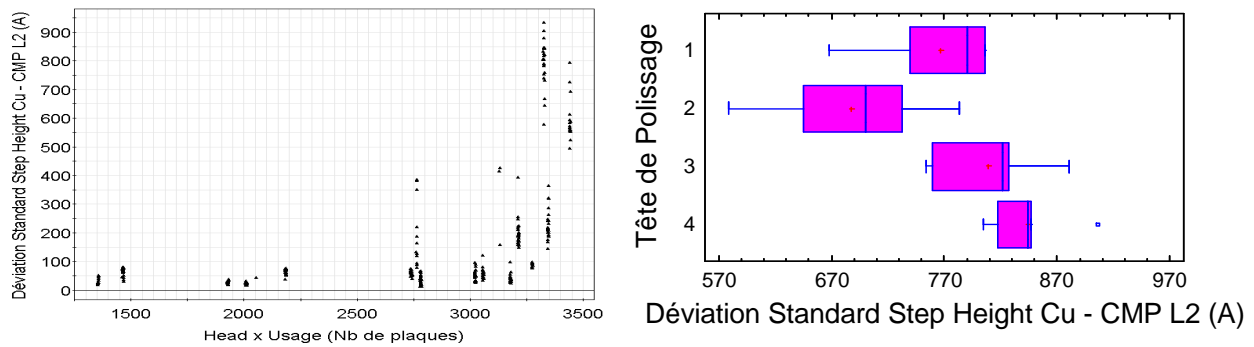 Déviation Standard Step Height Cu - CMP L2 (A)
900
800
700
600
500
400
300
200
100
0
1500 2000 2500 3000 3500
Head x Usage (Nb de plaques)
Tête de Polissage
1
2
3
4
570 670 770 870 970
Déviation Standard Step Height Cu - CMP L2 (A)